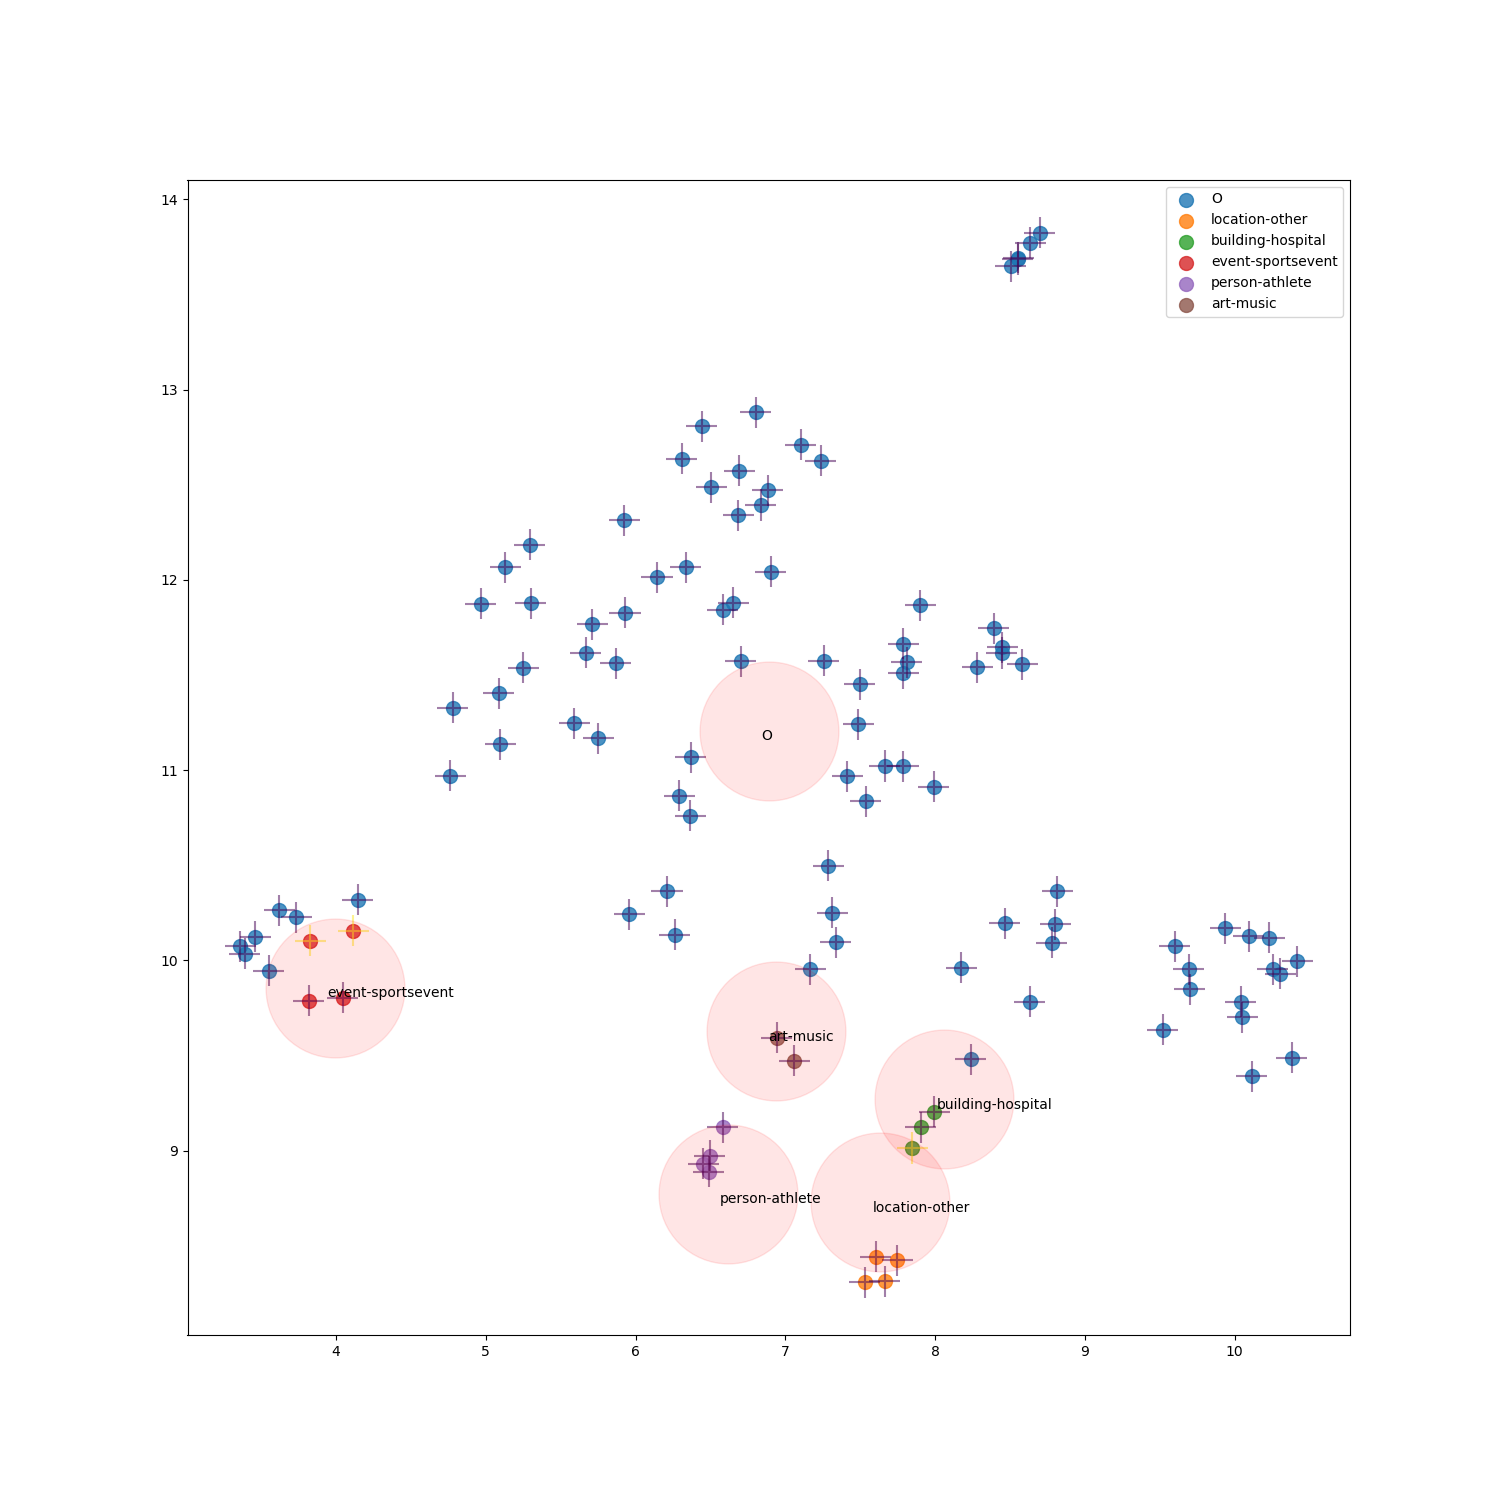 14
13
12
11
10
9
4
5
6
7
8
9
10
O
location-other
building-hospital
event-sportsevent
person-athlete
art-music
O
event-sportsevent
art-music
building-hospital
person-athlete
location-other